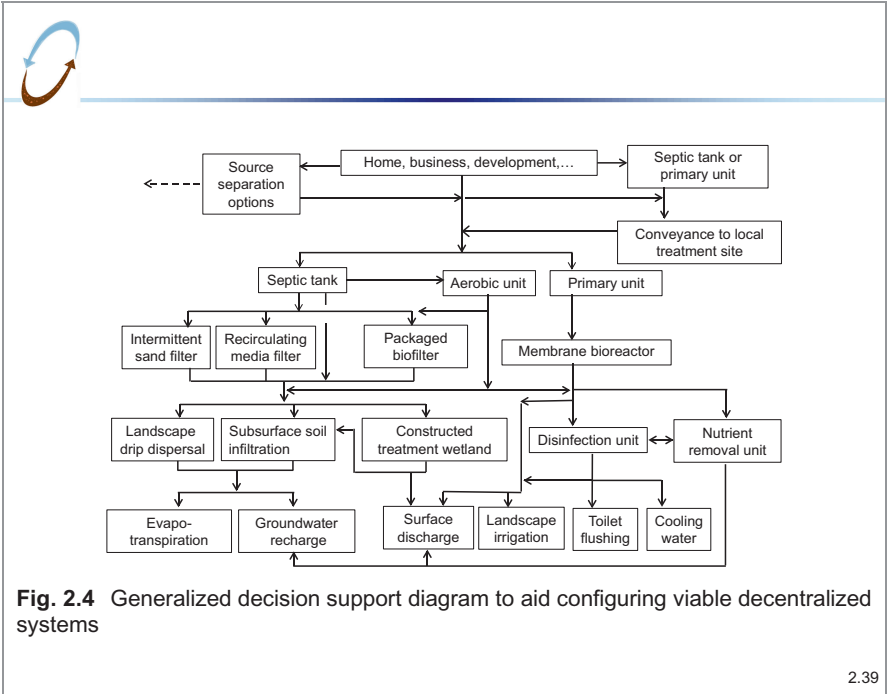 Home, business, development,…
Source
separation
options
Septic tank or
primary unit
Conveyance to local
treatment site
Septic tank
Aerobic unit
Primary unit
Intermittent
sand filter
Recirculating
media filter
Packaged
biofilter
Membrane bioreactor
Landscape
drip dispersal
Subsurface soil
infiltration
Constructed
treatment wetland
Disinfection unit
Nutrient
removal unit
Evapo-
transpiration
Groundwater
recharge
Surface
discharge
Landscape
irrigation
Toilet
flushing
Cooling
water
Fig. 2.4 Generalized decision support diagram to aid configuring viable decentralized
systems
2.39